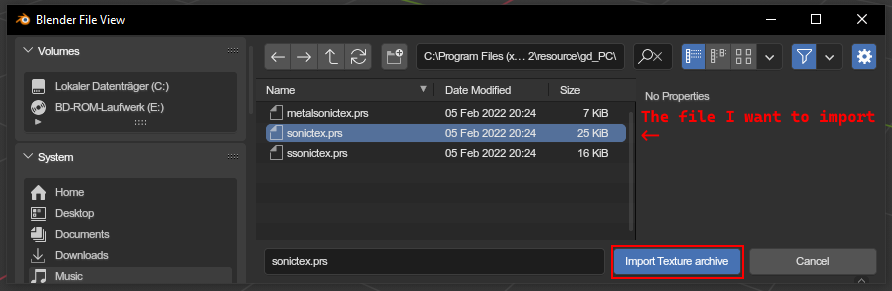 Blender File View
Volumes
Lokaler Datenträger (C:)
BD-ROM-Laufwerk (E:)
System
Home
Desktop
Documents
Downloads
Music
C:\Program Files (x... 2\resource\gd_PC\
Name Date Modified Size
metalsonictex.prs 05 Feb 2022 20:24 7 KiB
sonictex.prs 05 Feb 2022 20:24 25 KiB
ssonictex.prs 05 Feb 2022 20:24 16 KiB
No Properties
The file I want to import
<—
sonictex.prs
Import Texture archive
Cancel